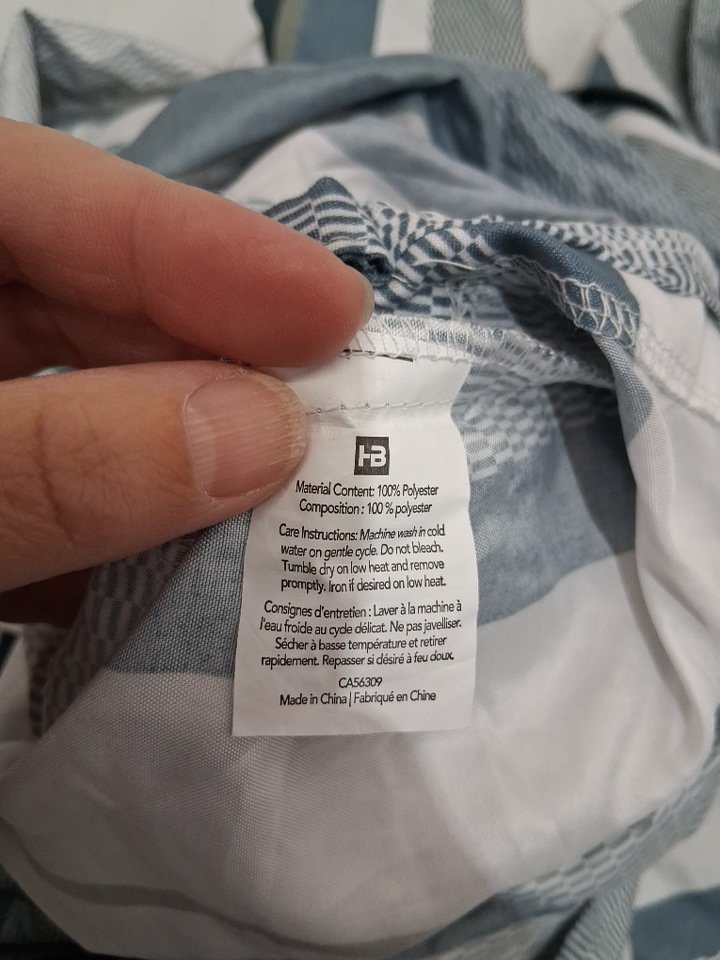 HB
Material Content: 100% Polyester
Composition : 100 % polyester
Care Instructions: Machine wash in cold
water on gentle cycle. Do not bleach.
Tumble dry on low heat and remove
promptly. Iron if desired on low heat.
Consignes d'entretien : Laver à la machine à
l'eau froide au cycle délicat. Ne pas javelliser.
Sécher à basse température et retirer
rapidement. Repasser si désiré à feu doux.
CA56309
Made in China | Fabriqué en Chine